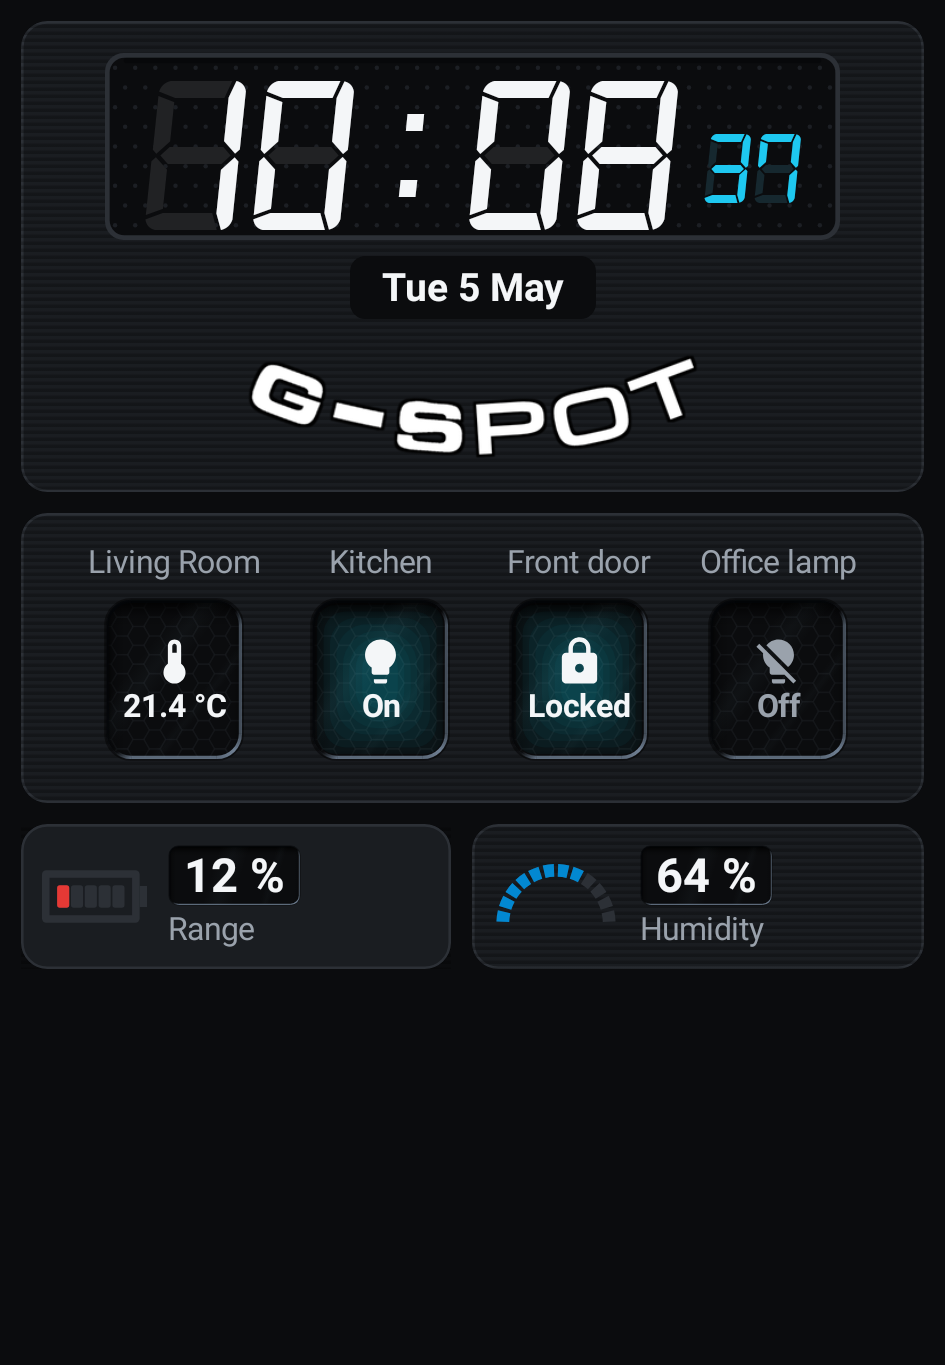 10:08 37
Tue 5 May
G-SPOT
Living Room Kitchen Front door Office lamp
21.4 °C On Locked Off
12 % 64 %
Range Humidity